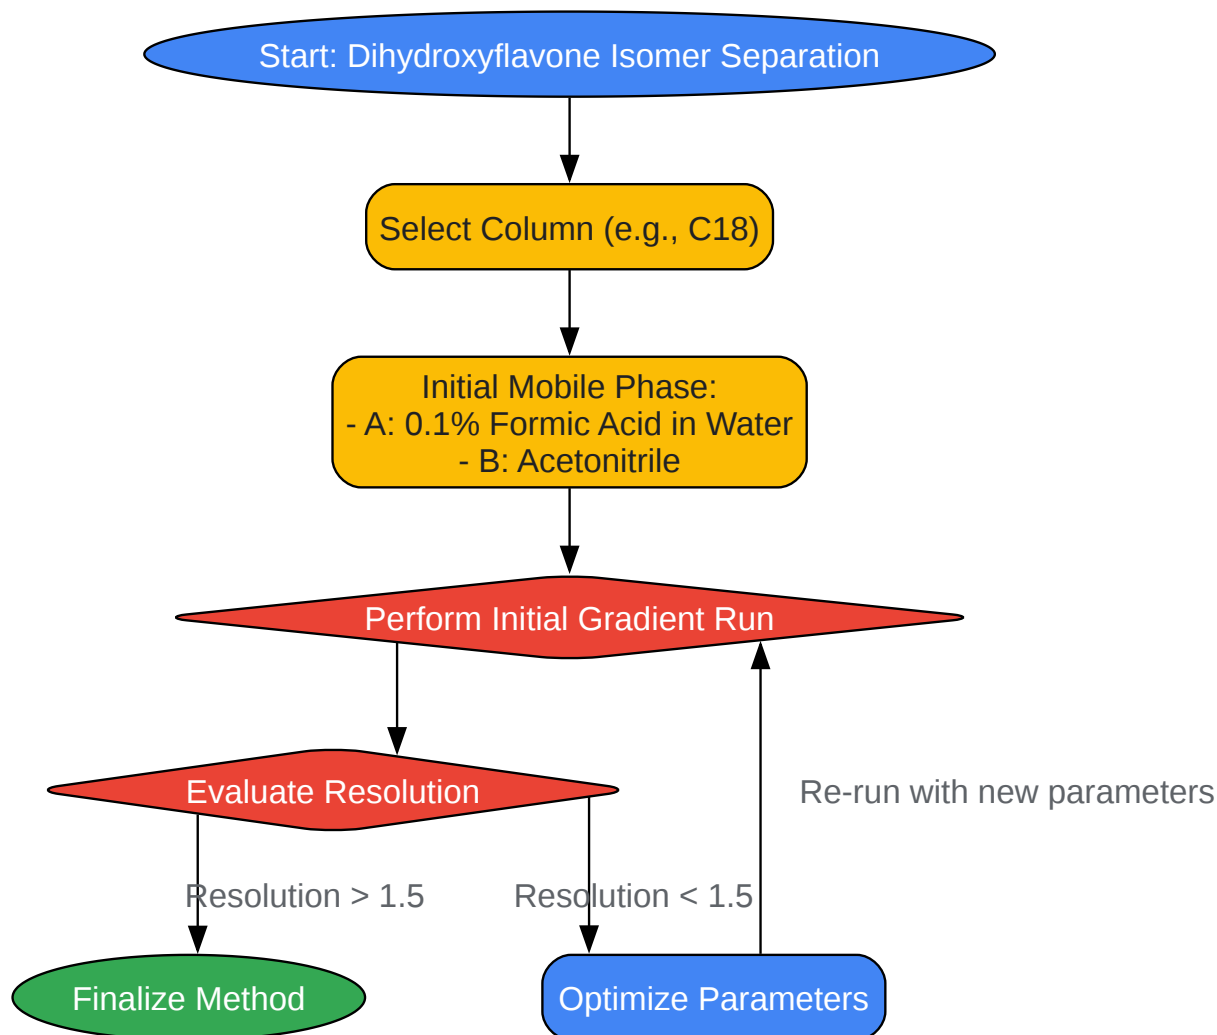 Start: Dihydroxyflavone Isomer Separation
Select Column (e.g., C18)
Initial Mobile Phase:
- A: 0.1% Formic Acid in Water
- B: Acetonitrile
Perform Initial Gradient Run
Evaluate Resolution
Re-run with new parameters
Resolution > 1.5
Resolution < 1.5
Finalize Method
Optimize Parameters